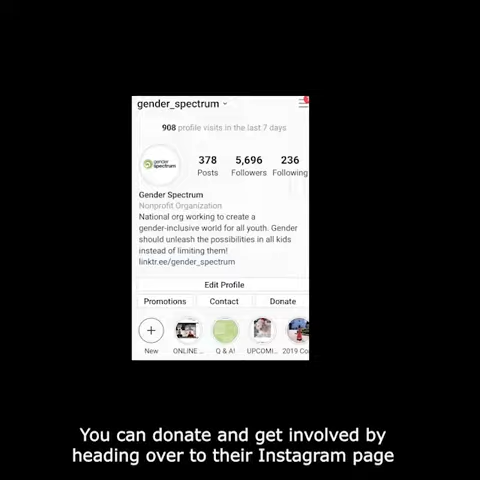 gender_spectrum
908 profile visits in the last 7 days
gender
spectrum
378 5,696 236
Posts Followers Following
Gender Spectrum
Nonprofit Organization
National org working to create a
gender-inclusive world for all youth. Gender
should unleash the possibilities in all kids
instead of limiting them!
linktr.ee/gender_spectrum
Edit Profile
Promotions Contact Donate
New ONLINE ... Q & A! UPCOMI... 2019 Co
You can donate and get involved by
heading over to their Instagram page